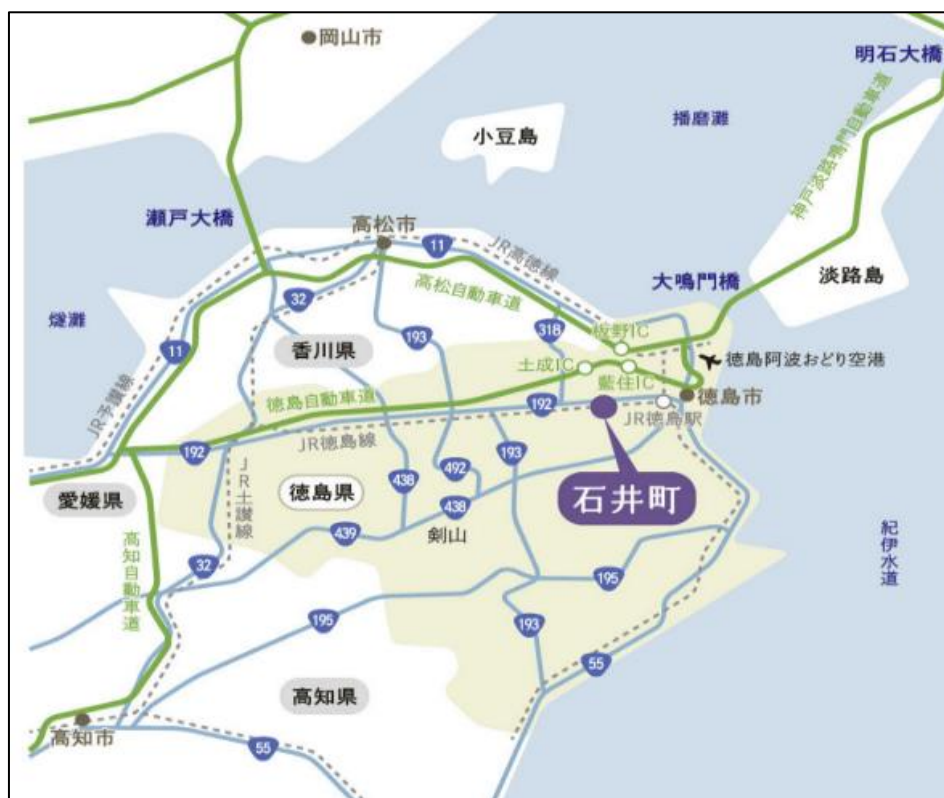 岡山市
明石大橋
播磨灘
小豆島
神戸淡路鳴門自動車道
瀬戸大橋
高松市
11
JR高徳線
大鳴門橋
淡路島
32
高松自動車道
燧灘
193
318
板野IC
11
香川県
土成IC
徳島阿波おどり空港
藍住IC
徳島自動車道
192
徳島市
JR予讃線
JR徳島駅
192
JR徳島線
193
JR土讃線
438
492
石井町
愛媛県
徳島県
438
439
剣山
紀伊水道
高知自動車道
32
195
195
193
55
高知県
高知市
55